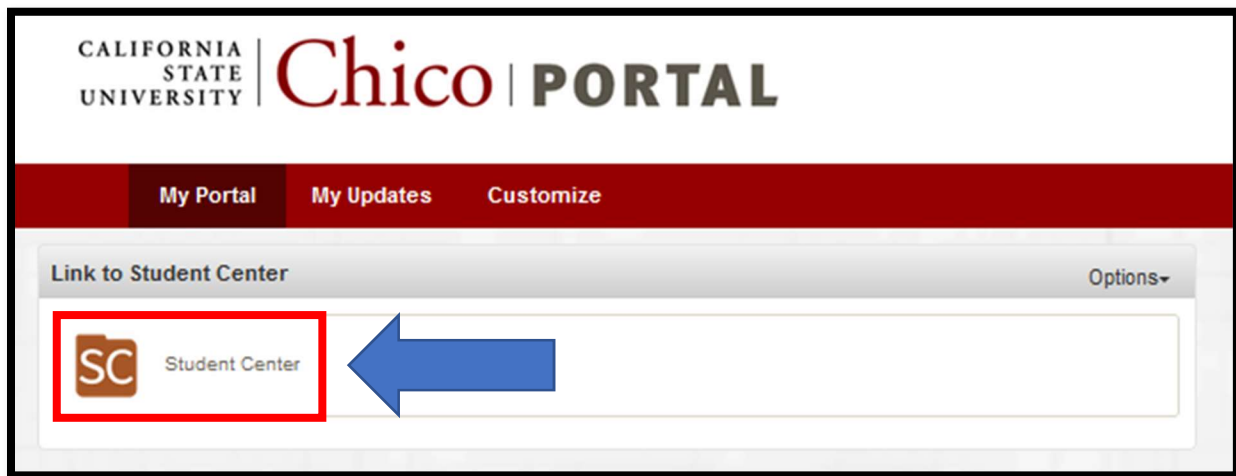 CALIFORNIA
STATE
UNIVERSITY
Chico PORTAL
My Portal My Updates Customize
Link to Student Center Options
SC Student Center